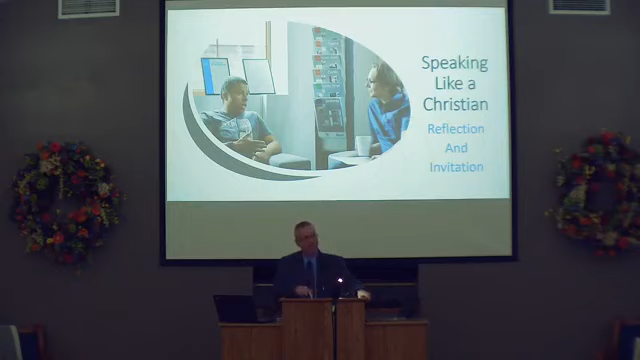 Speaking
Like a
Christian
Reflection
And
Invitation